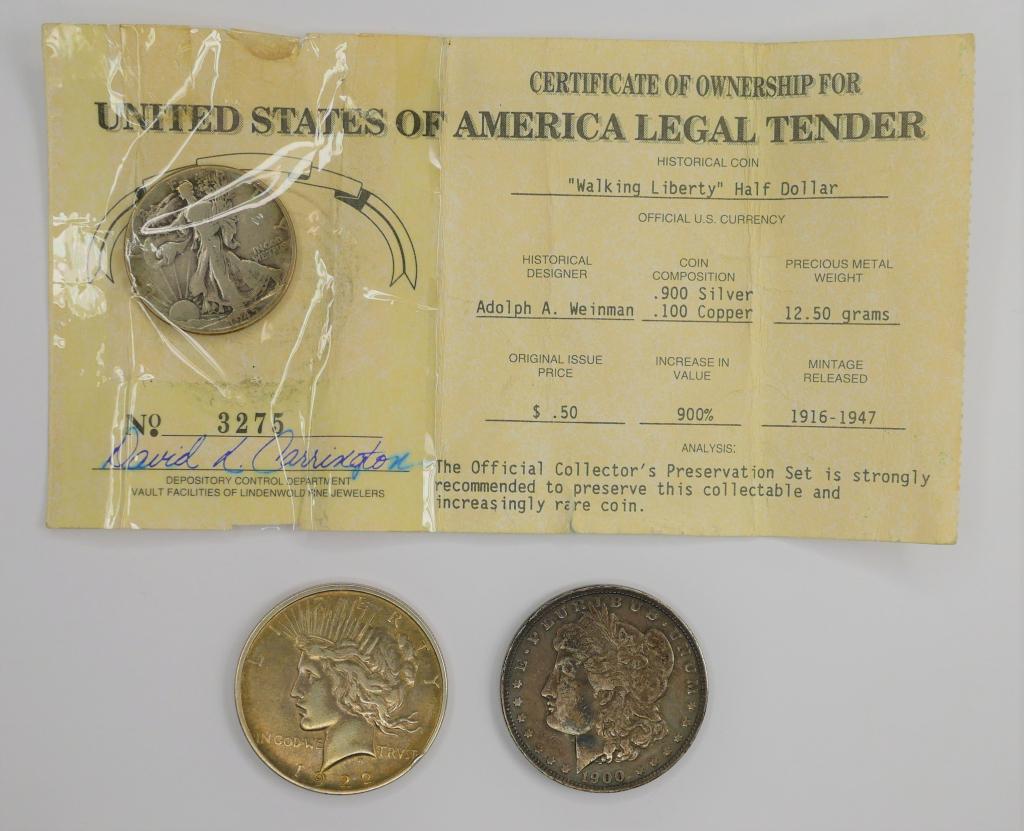 CERTIFICATE OF OWNERSHIP FOR
UNITED STATES OF AMERICA LEGAL TENDER
HISTORICAL COIN
"Walking Liberty" Half Dollar
OFFICIAL U.S. CURRENCY
HISTORICAL DESIGNER
Adolph A. Weinman
COIN COMPOSITION
.900 Silver
.100 Copper
PRECIOUS METAL WEIGHT
12.50 grams
ORIGINAL ISSUE PRICE
$ .50
INCREASE IN VALUE
900%
MINTAGE RELEASED
1916-1947
ANALYSIS:
The Official Collector's Preservation Set is strongly
recommended to preserve this collectable and
increasingly rare coin.
No. 3275
David L. Carrington
DEPOSITORY CONTROL DEPARTMENT
VAULT FACILITIES OF LINDENWOLD FINE JEWELERS
LIBERTY
IN GOD WE TRVST
1922
E·PLURIBUS·UNUM
1900